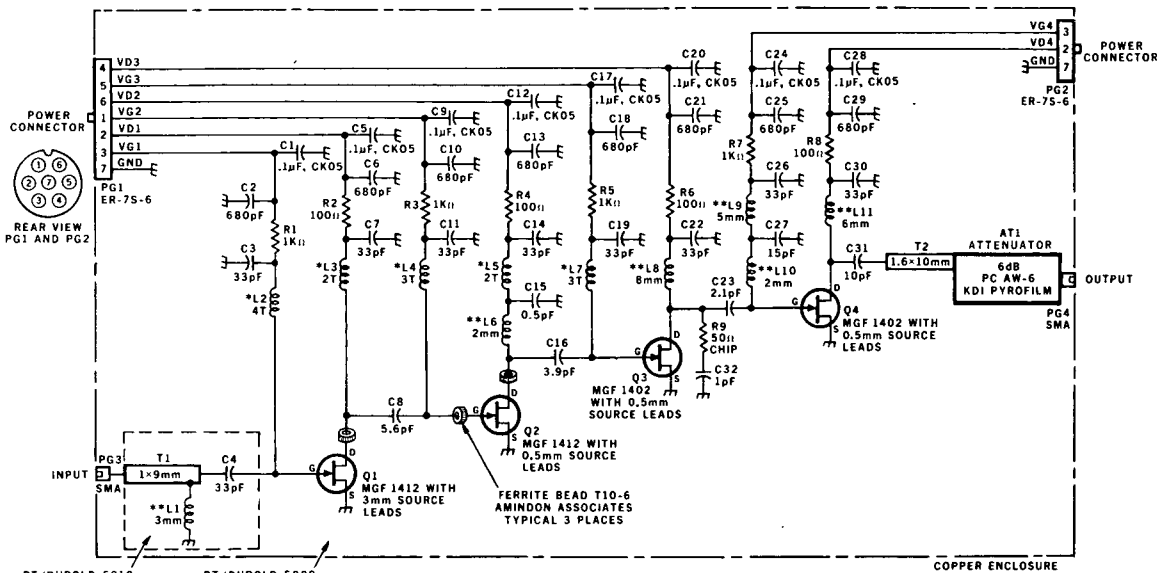 VG4 3
VD4 2
GND 7
POWER CONNECTOR
PG2
ER-7S-6
POWER CONNECTOR
4 VD3
5 VG3
6 VD2
1 VG2
2 VD1
3 VG1
7 GND
PG1
ER-7S-6
1 6
2 7 5
3 4
REAR VIEW
PG1 AND PG2
C1
.1µF, CK05
C2
680pF
R1
1KΩ
C3
33pF
*L2
4T
C5
.1µF, CK05
C6
680pF
R2
100Ω
C7
33pF
*L3
2T
C9
.1µF, CK05
C10
680pF
R3 1KΩ
C11
33pF
*L4
3T
C12
.1µF, CK05
C13
680pF
R4
100Ω
C14
33pF
*L5
2T
C15
0.5pF
**L6
2mm
C17
.1µF, CK05
C18
680pF
R5
1KΩ
C19
33pF
*L7
3T
C20
.1µF, CK05
C21
680pF
R6
100Ω
C22
33pF
**L8
8mm
C24
.1µF, CK05
C25
680pF
R7
1KΩ
C26
33pF
**L9
5mm
C27
15pF
**L10
2mm
C28
.1µF, CK05
C29
680pF
R8
100Ω
C30
33pF
**L11
6mm
C31
10pF
T2
1.6×10mm
AT1
ATTENUATOR
6dB
PC AW-6
KDI PYROFILM
OUTPUT
PG4
SMA
C23
2.1pF
G D S
Q4
MGF 1402 WITH
0.5mm SOURCE
LEADS
R9
50Ω
CHIP
C32
1pF
C16
3.9pF
G D S
Q3
MGF 1402
WITH 0.5mm
SOURCE LEADS
C8
5.6pF
G D S
Q2
MGF 1412 WITH
0.5mm SOURCE
LEADS
INPUT
PG3
SMA
T1
1×9mm
C4
33pF
**L1
3mm
G D S
Q1
MGF 1412 WITH
3mm SOURCE
LEADS
FERRITE BEAD T10-6
AMINDON ASSOCIATES
TYPICAL 3 PLACES
COPPER ENCLOSURE